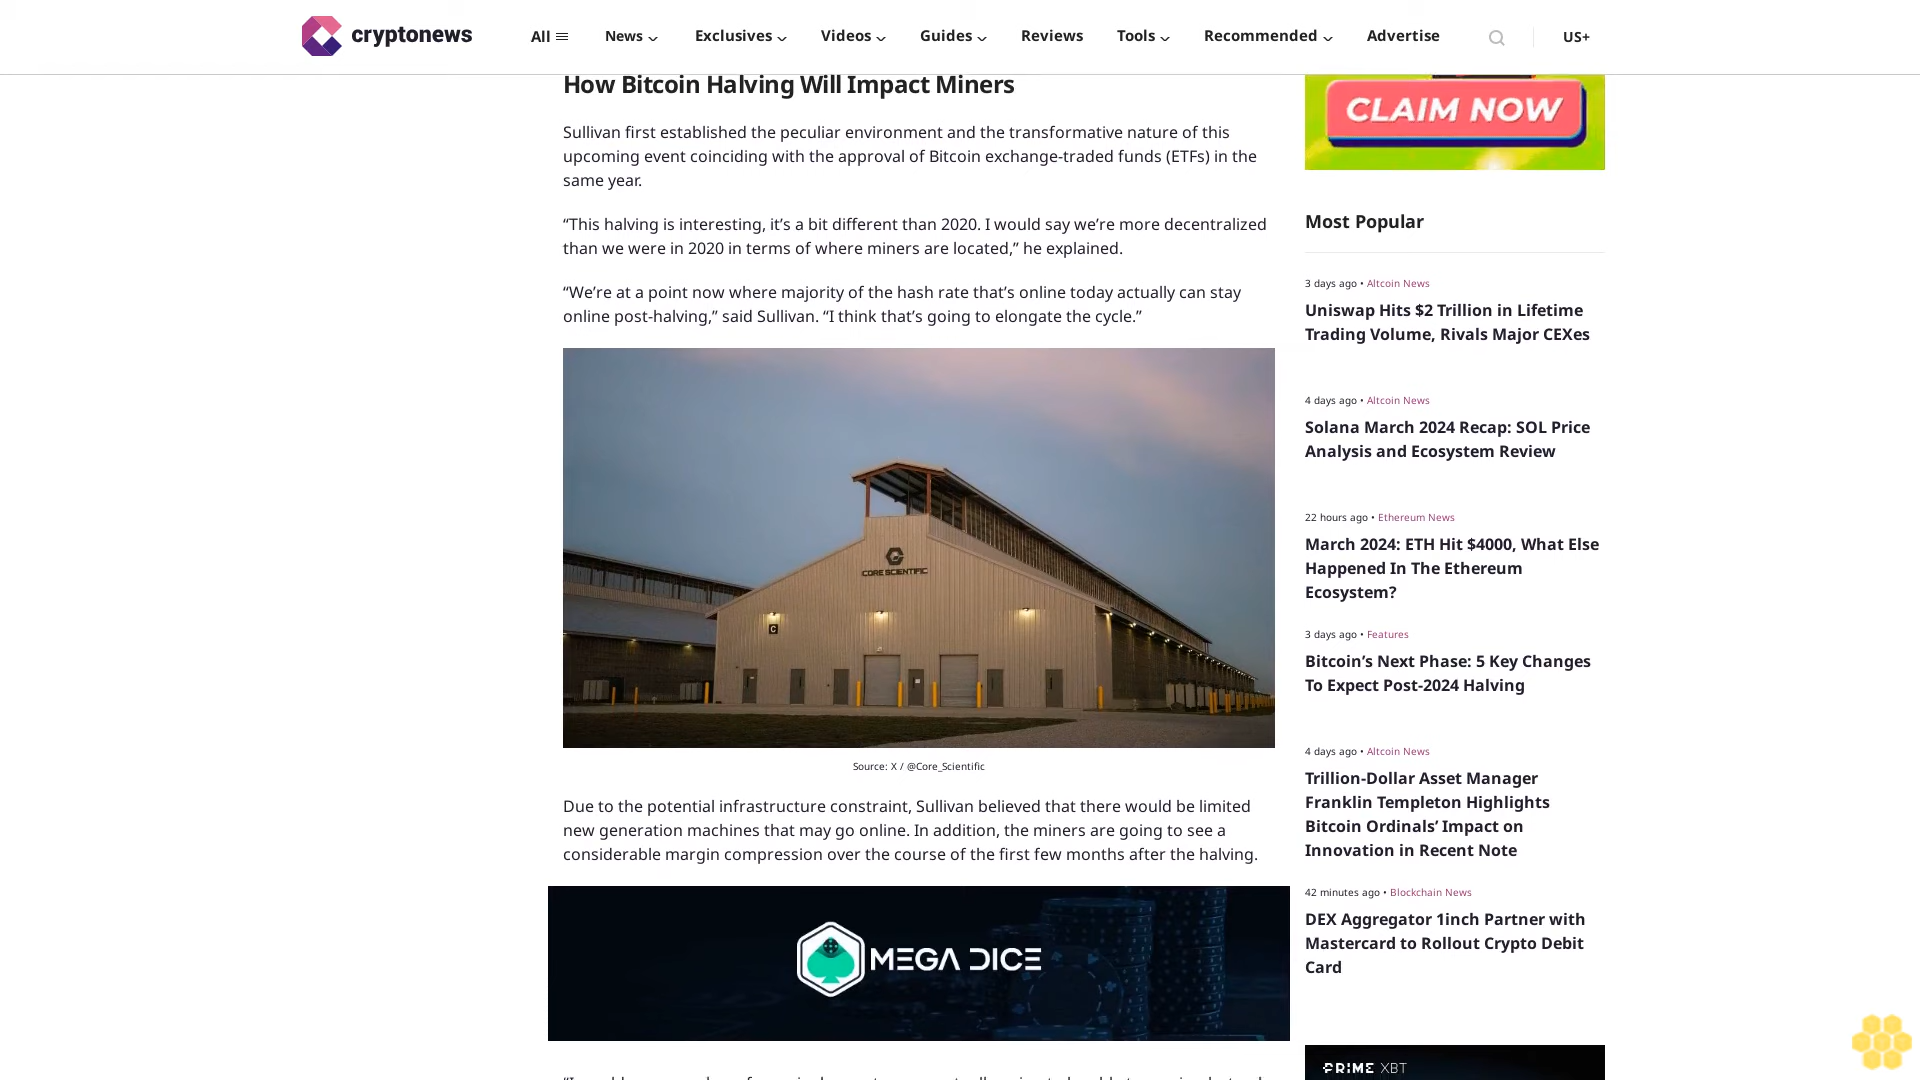 cryptonews
All
News
Exclusives
Videos
Guides
Reviews
Tools
Recommended
Advertise
US+
How Bitcoin Halving Will Impact Miners
Sullivan first established the peculiar environment and the transformative nature of this
upcoming event coinciding with the approval of Bitcoin exchange-traded funds (ETFs) in the
same year.
“This halving is interesting, it’s a bit different than 2020. I would say we’re more decentralized
than we were in 2020 in terms of where miners are located,” he explained.
“We’re at a point now where majority of the hash rate that’s online today actually can stay
online post-halving,” said Sullivan. “I think that’s going to elongate the cycle.”
CORE SCIENTIFIC
C
Source: X / @Core_Scientific
Due to the potential infrastructure constraint, Sullivan believed that there would be limited
new generation machines that may go online. In addition, the miners are going to see a
considerable margin compression over the course of the first few months after the halving.
MEGA DICE
CLAIM NOW
Most Popular
3 days ago • Altcoin News
Uniswap Hits $2 Trillion in Lifetime
Trading Volume, Rivals Major CEXes
4 days ago • Altcoin News
Solana March 2024 Recap: SOL Price
Analysis and Ecosystem Review
22 hours ago • Ethereum News
March 2024: ETH Hit $4000, What Else
Happened In The Ethereum
Ecosystem?
3 days ago • Features
Bitcoin’s Next Phase: 5 Key Changes
To Expect Post-2024 Halving
4 days ago • Altcoin News
Trillion-Dollar Asset Manager
Franklin Templeton Highlights
Bitcoin Ordinals’ Impact on
Innovation in Recent Note
42 minutes ago • Blockchain News
DEX Aggregator 1inch Partner with
Mastercard to Rollout Crypto Debit
Card
PRIME XBT